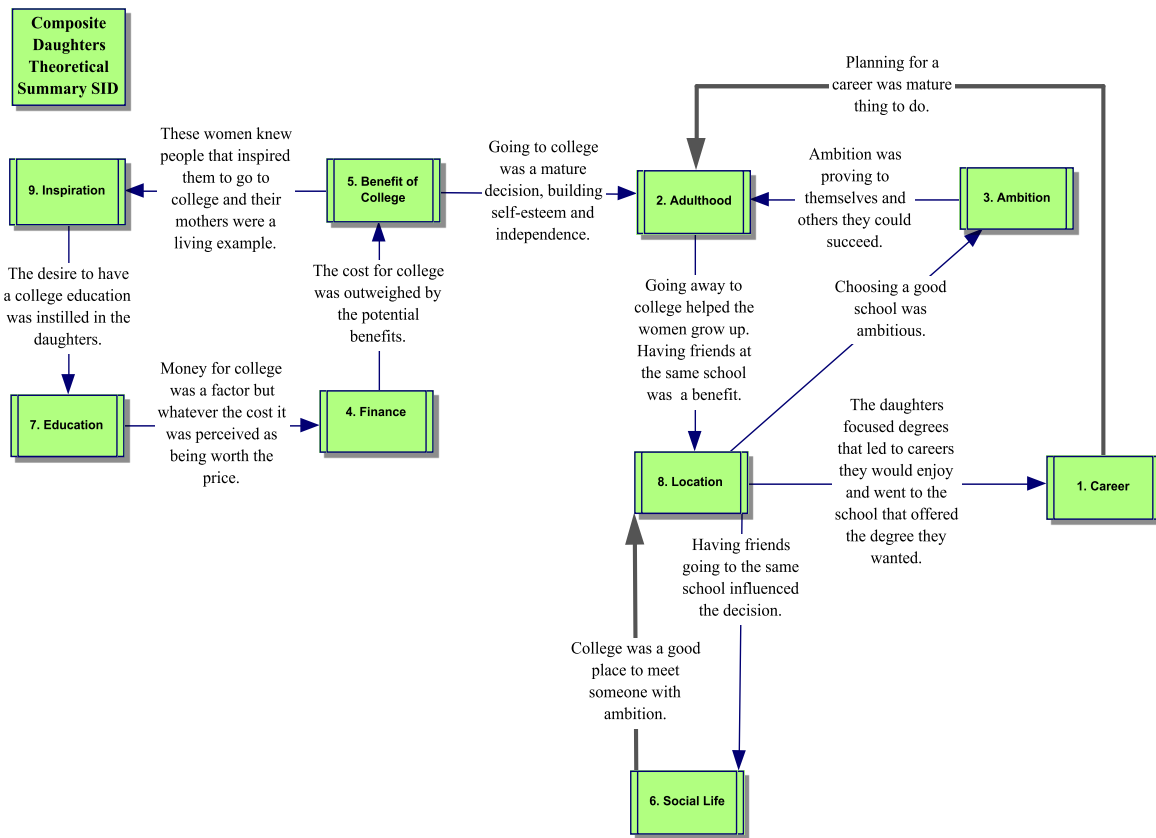 Composite
Daughters
Theoretical
Summary SID
Planning for a
career was mature
thing to do.
These women knew
people that inspired
them to go to
college and their
mothers were a
living example.
Going to college
was a mature
decision, building
self-esteem and
independence.
Ambition was
proving to
themselves and
others they could
succeed.
9. Inspiration
5. Benefit of
College
2. Adulthood
3. Ambition
The desire to have
a college education
was instilled in the
daughters.
The cost for college
was outweighed by
the potential
benefits.
Going away to
college helped the
women grow up.
Having friends at
the same school
was  a benefit.
Choosing a good
school was
ambitious.
7. Education
Money for college
was a factor but
whatever the cost it
was perceived as
being worth the
price.
4. Finance
The daughters
focused degrees
that led to careers
they would enjoy
and went to the
school that offered
the degree they
wanted.
8. Location
1. Career
Having friends
going to the same
school influenced
the decision.
College was a good
place to meet
someone with
ambition.
6. Social Life